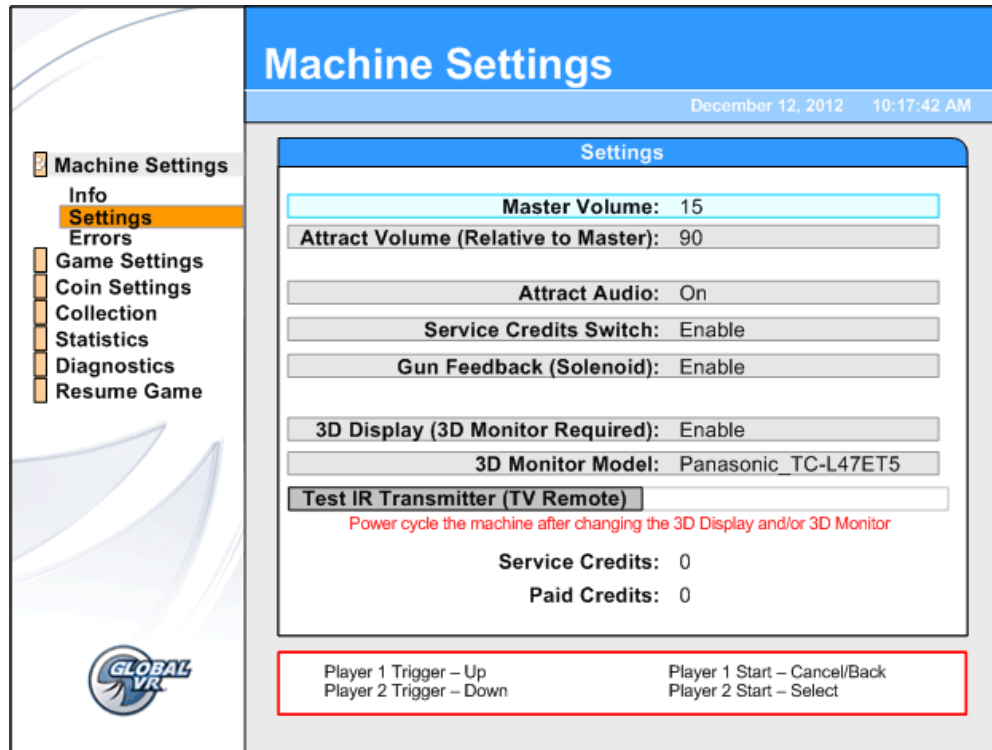 Machine Settings
December 12, 2012 10:17:42 AM
Machine Settings
Info
Settings
Errors
Game Settings
Coin Settings
Collection
Statistics
Diagnostics
Resume Game
GLOBAL
VR
Settings
Master Volume: 15
Attract Volume (Relative to Master): 90
Attract Audio: On
Service Credits Switch: Enable
Gun Feedback (Solenoid): Enable
3D Display (3D Monitor Required): Enable
3D Monitor Model: Panasonic_TC-L47ET5
Test IR Transmitter (TV Remote)
Power cycle the machine after changing the 3D Display and/or 3D Monitor
Service Credits: 0
Paid Credits: 0
Player 1 Trigger – Up Player 1 Start – Cancel/Back
Player 2 Trigger – Down Player 2 Start – Select